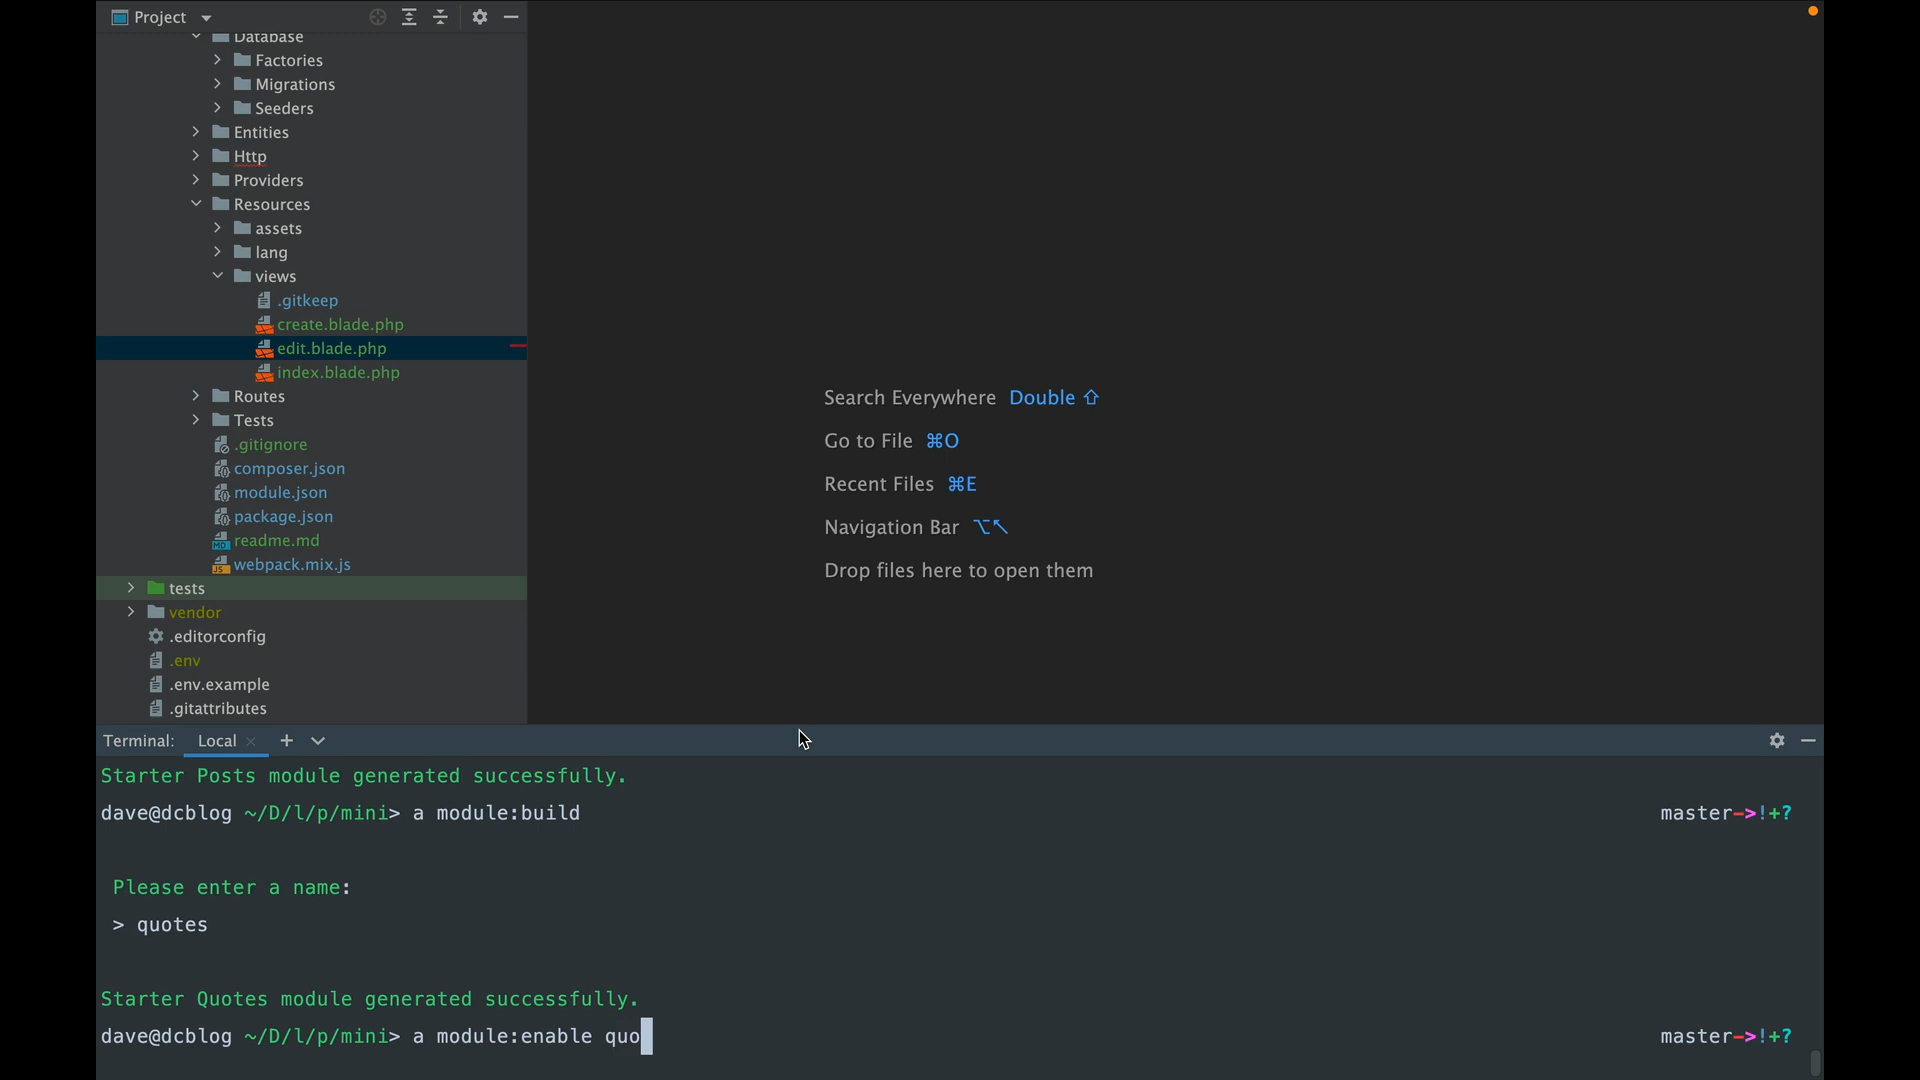 Project
Database
Factories
Migrations
Seeders
Entities
Http
Providers
Resources
assets
lang
views
.gitkeep
create.blade.php
edit.blade.php
index.blade.php
Routes
Tests
.gitignore
composer.json
module.json
package.json
readme.md
webpack.mix.js
tests
vendor
.editorconfig
.env
.env.example
.gitattributes
Search Everywhere Double ⇧
Go to File ⌘O
Recent Files ⌘E
Navigation Bar ⌥↖
Drop files here to open them
Terminal: Local
Starter Posts module generated successfully.
dave@dcblog ~/D/l/p/mini> a module:build master->!+?
Please enter a name:
> quotes
Starter Quotes module generated successfully.
dave@dcblog ~/D/l/p/mini> a module:enable quo master->!+?